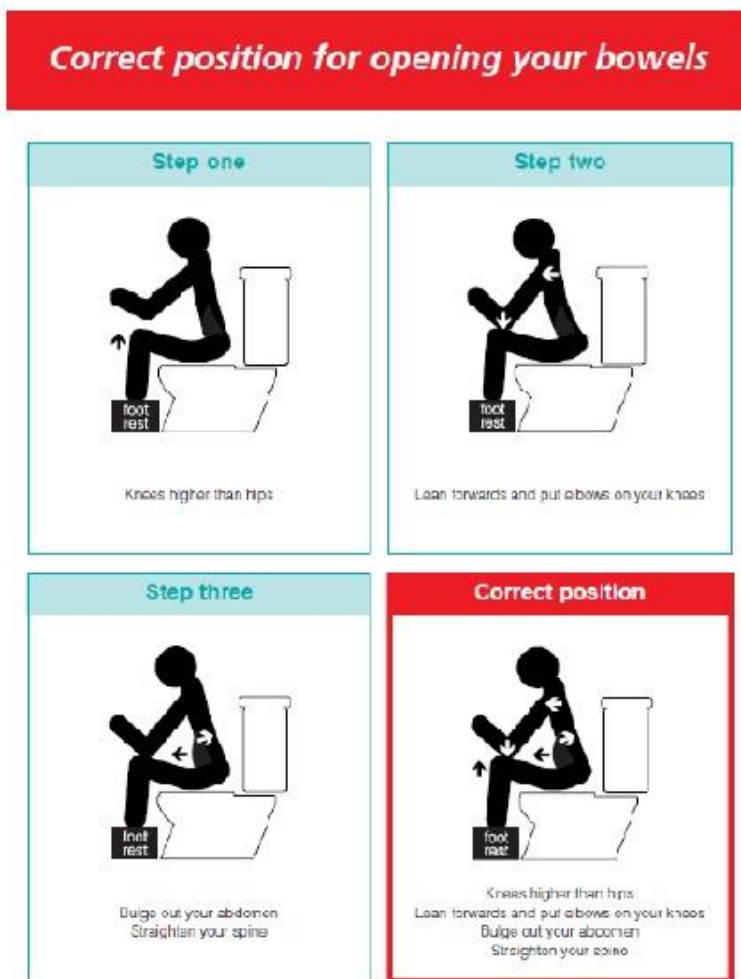 Correct position for opening your bowels
Step one
foot
rest
Knees higher than hips
Step two
foot
rest
Lean forwards and put elbows on your knees
Step three
foot
rest
Bulge out your abdomen
Straighten your spine
Correct position
foot
rest
Knees higher than hips
Lean forwards and put elbows on your knees
Bulge out your abdomen
Straighten your spine